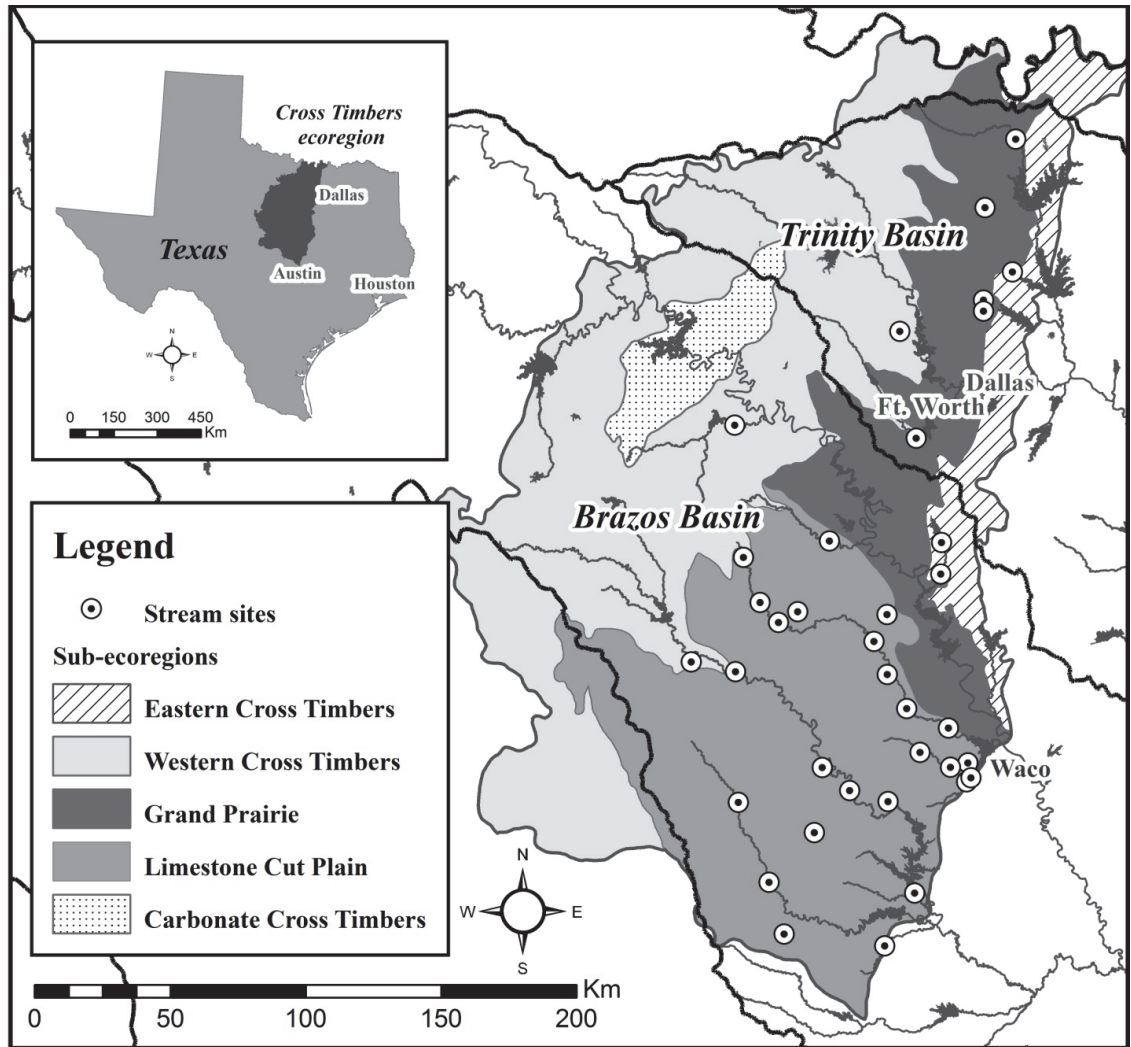 Cross Timbers
ecoregion
Dallas
Texas
Austin
Houston
N
W E
S
0 150 300 450
Km
Trinity Basin
Dallas
Ft. Worth
Brazos Basin
Waco
Legend
Stream sites
Sub-ecoregions
Eastern Cross Timbers
Western Cross Timbers
Grand Prairie
Limestone Cut Plain
Carbonate Cross Timbers
N
W E
S
Km
0 50 100 150 200